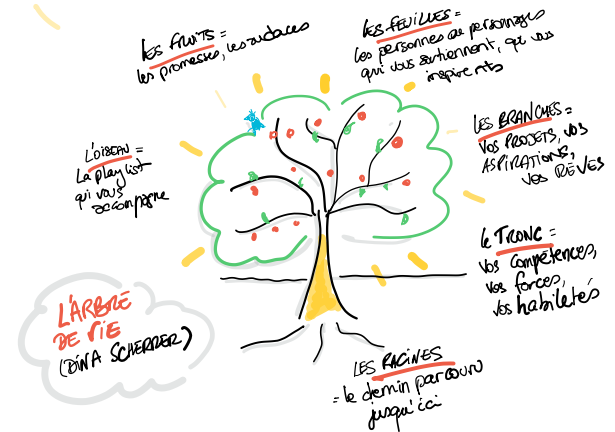 LES FRUITS =
les promesses, les audaces
LES FEUILLES =
les personnes ou personnages
qui vous soutiennent, qui vous
inspirent
L'OISEAU =
LA playlist
qui vous
accompagne
LES BRANCHES =
VOS PROJETS, VOS
ASPIRATIONS,
VOS RÊVES
le TRONC =
vos compétences,
vos forces,
vos habiletés
L'ARBRE
DE VIE
(DINA SCHERRER)
LES RACINES
= le chemin parcouru
jusqu'ici